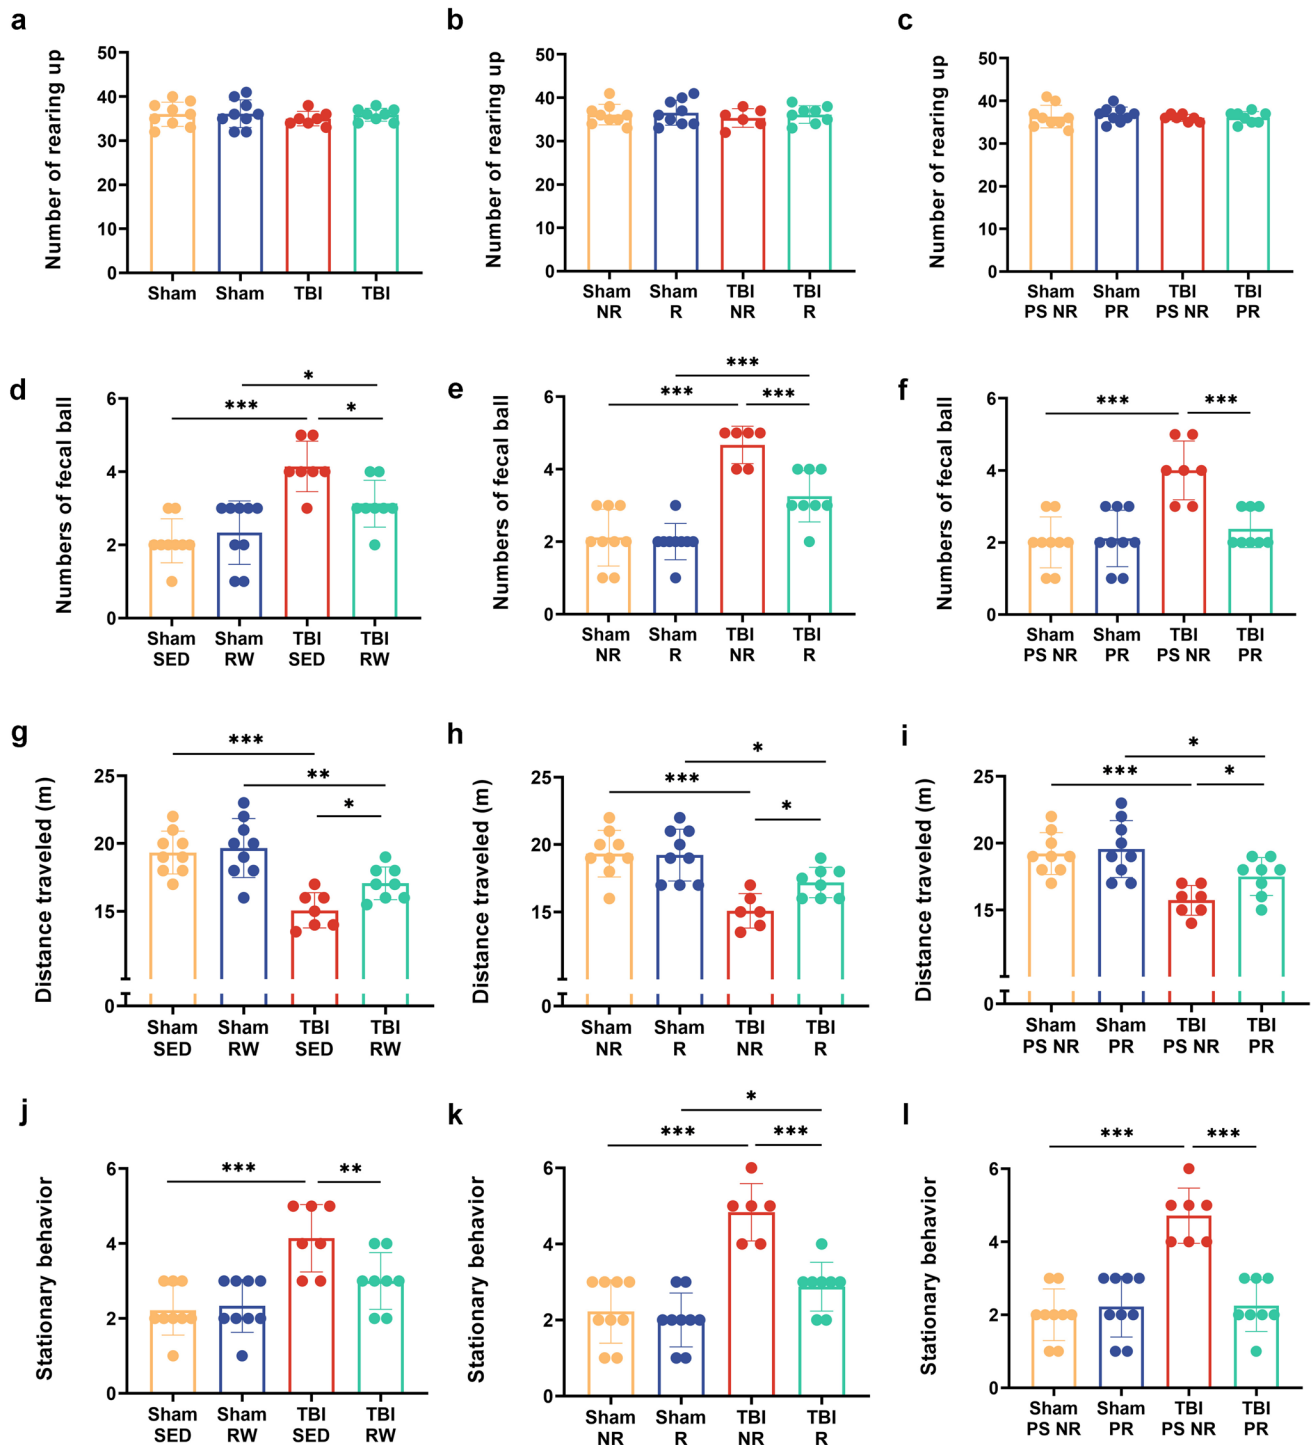 a
Number of rearing up
50
40
30
20
10
0
Sham
Sham
TBI
TBI
b
Number of rearing up
50
40
30
20
10
0
Sham
NR
Sham
R
TBI
NR
TBI
R
c
Number of rearing up
50
40
30
20
10
0
Sham
PS NR
Sham
PR
TBI
PS NR
TBI
PR
d
Numbers of fecal ball
6
4
2
0
*
***
*
Sham
SED
Sham
RW
TBI
SED
TBI
RW
e
Numbers of fecal ball
6
4
2
0
***
***
***
Sham
NR
Sham
R
TBI
NR
TBI
R
f
Numbers of fecal ball
6
4
2
0
***
***
Sham
PS NR
Sham
PR
TBI
PS NR
TBI
PR
g
Distance traveled (m)
25
20
15
0
***
**
*
Sham
SED
Sham
RW
TBI
SED
TBI
RW
h
Distance traveled (m)
25
20
15
0
*
***
*
Sham
NR
Sham
R
TBI
NR
TBI
R
i
Distance traveled (m)
25
20
15
0
*
***
*
Sham
PS NR
Sham
PR
TBI
PS NR
TBI
PR
j
Stationary behavior
6
4
2
0
***
**
Sham
SED
Sham
RW
TBI
SED
TBI
RW
k
Stationary behavior
6
4
2
0
*
***
***
Sham
NR
Sham
R
TBI
NR
TBI
R
l
Stationary behavior
6
4
2
0
***
***
Sham
PS NR
Sham
PR
TBI
PS NR
TBI
PR